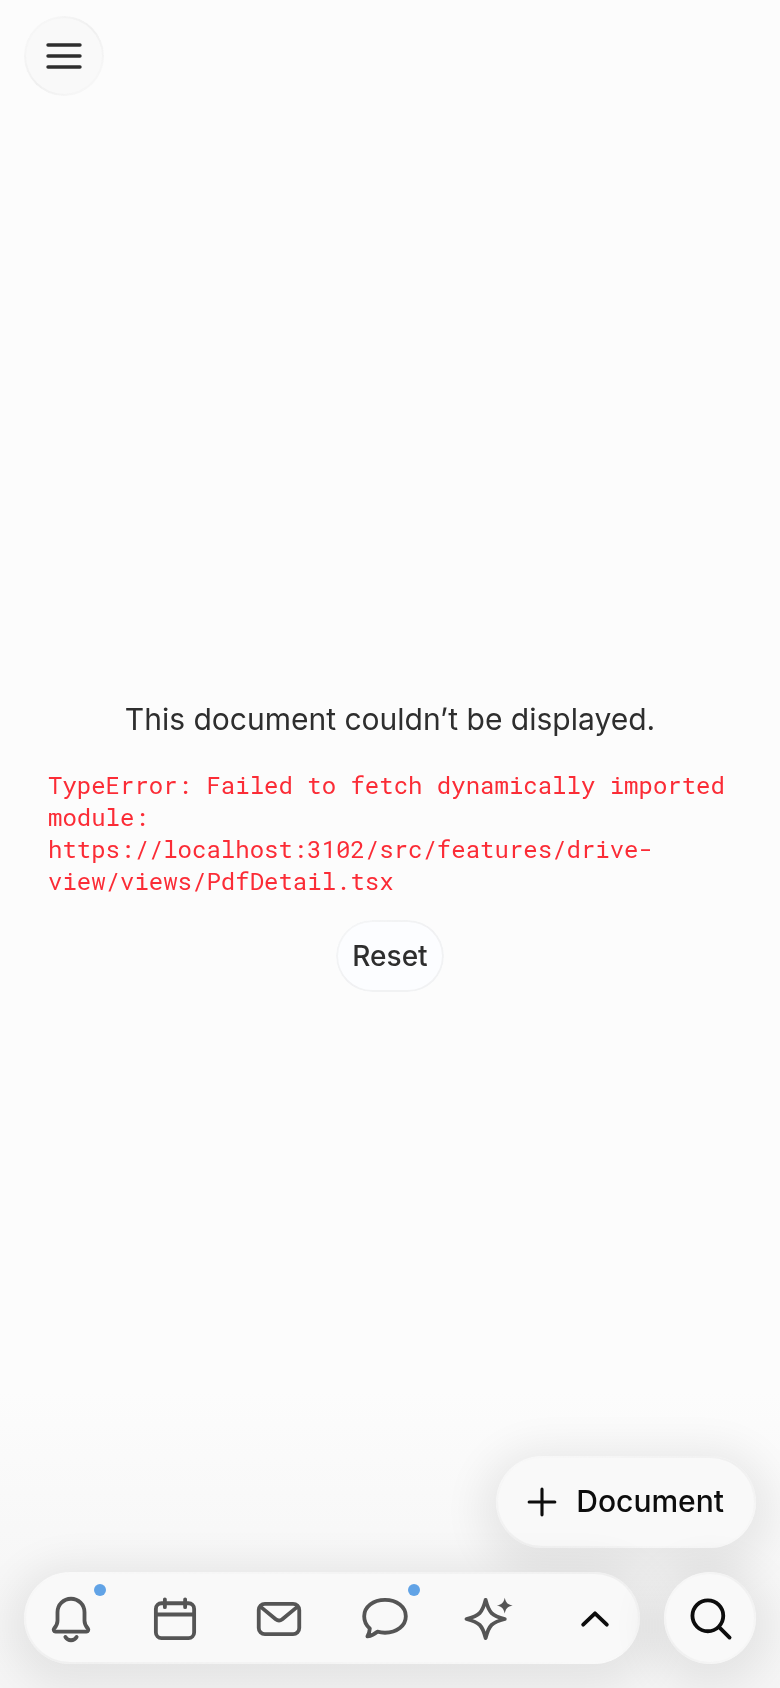 This document couldn’t be displayed.
TypeError: Failed to fetch dynamically imported
module:
https://localhost:3102/src/features/drive-
view/views/PdfDetail.tsx
Reset
Document